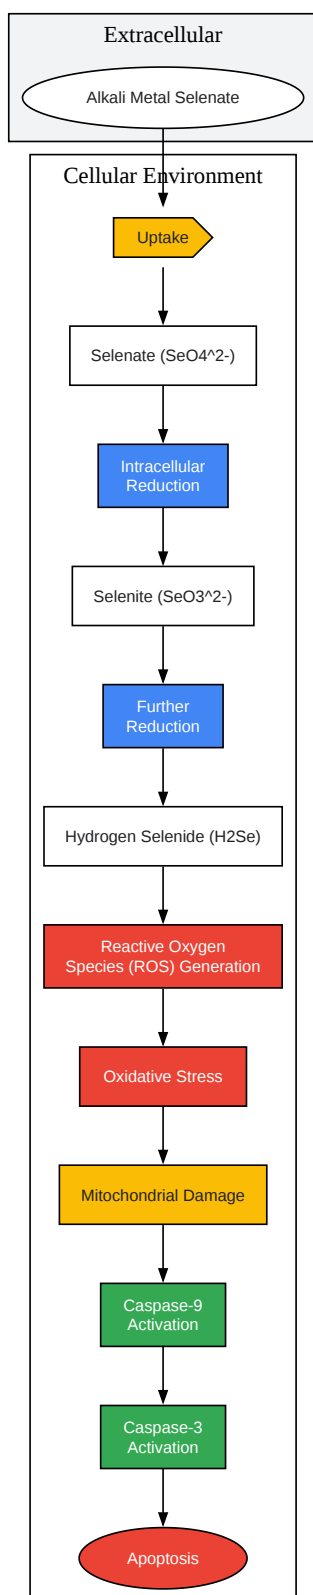 Extracellular
Alkali Metal Selenate
Cellular Environment
Uptake
Selenate (SeO4^2-)
Intracellular
Reduction
Selenite (SeO3^2-)
Further
Reduction
Hydrogen Selenide (H2Se)
Reactive Oxygen
Species (ROS) Generation
Oxidative Stress
Mitochondrial Damage
Caspase-9
Activation
Caspase-3
Activation
Apoptosis